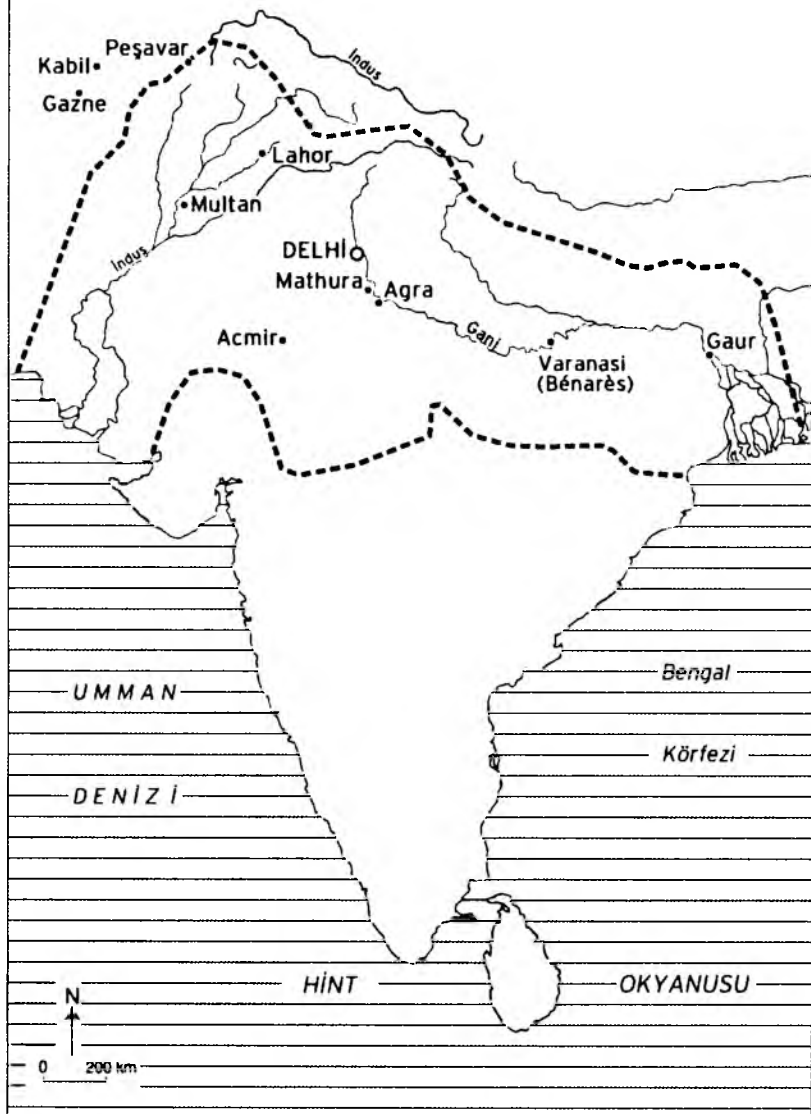 Indus
Peşavar
Kabil
Gazne
Lahor
Multan
Indus
DELHİ
Mathura
Agra
Acmir
Ganj
Varanasi
(Bénarès)
Gaur
UMMAN
DENİZİ
Bengal
Körfezi
HİNT OKYANUSU
N
0 200 km